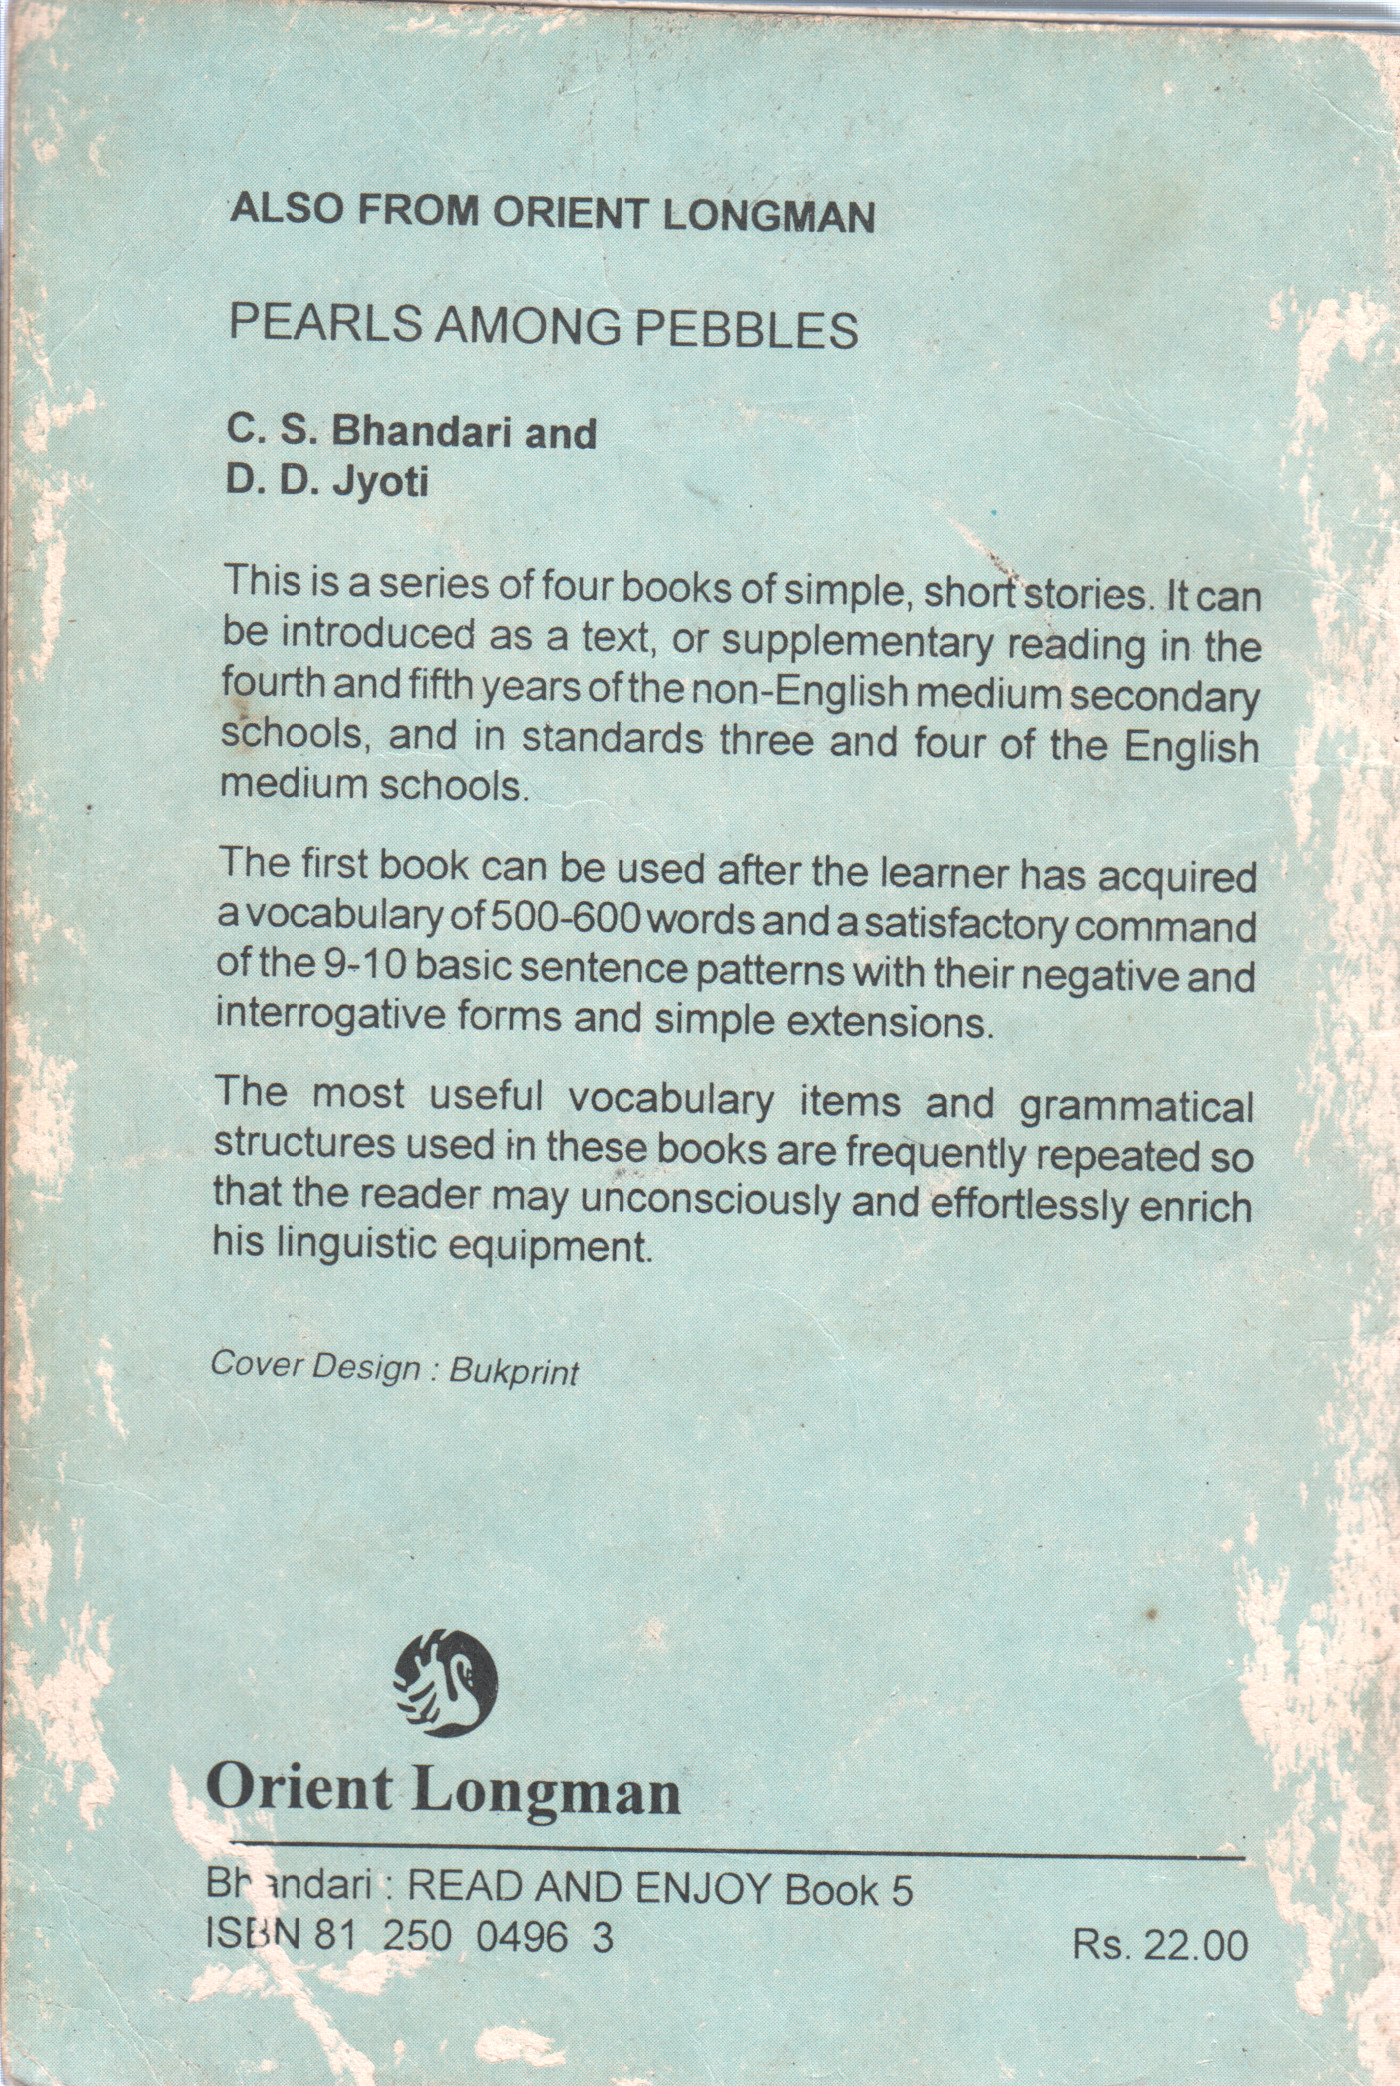 ALSO FROM ORIENT LONGMAN
PEARLS AMONG PEBBLES
C. S. Bhandari and
D. D. Jyoti
This is a series of four books of simple, short stories. It can
be introduced as a text, or supplementary reading in the
fourth and fifth years of the non-English medium secondary
schools, and in standards three and four of the English
medium schools.
The first book can be used after the learner has acquired
a vocabulary of 500-600 words and a satisfactory command
of the 9-10 basic sentence patterns with their negative and
interrogative forms and simple extensions.
The most useful vocabulary items and grammatical
structures used in these books are frequently repeated so
that the reader may unconsciously and effortlessly enrich
his linguistic equipment.
Cover Design : Bukprint
Orient Longman
Bhandari : READ AND ENJOY Book 5
ISBN 81 250 0496 3
Rs. 22.00